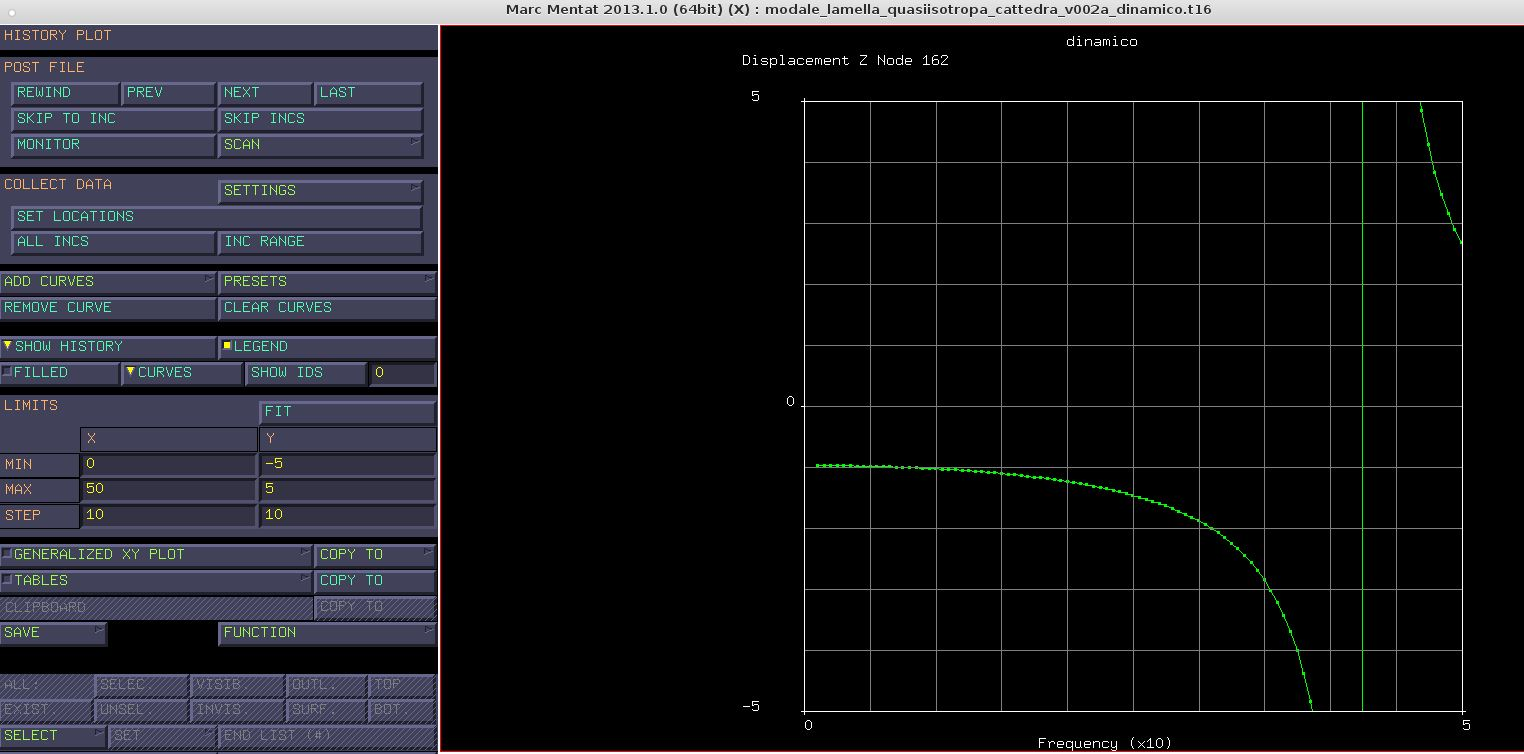 Marc Mentat 2013.1.0 (64bit) (X) : modale_lamella_quasiisotropa_cattedra_v002a_dinamico.t16
HISTORY PLOT
POST FILE
REWIND PREV NEXT LAST
SKIP TO INC SKIP INCS
MONITOR SCAN
COLLECT DATA SETTINGS
SET LOCATIONS
ALL INCS INC RANGE
ADD CURVES PRESETS
REMOVE CURVE CLEAR CURVES
SHOW HISTORY LEGEND
FILLED CURVES SHOW IDS 0
LIMITS FIT
X Y
MIN 0 -5
MAX 50 5
STEP 10 10
GENERALIZED XY PLOT COPY TO
TABLES COPY TO
CLIPBOARD COPY TO
SAVE FUNCTION
ALL: SELEC. VISIB. OUTL. TOP
EXIST. UNSEL. INVIS. SURF. BOT.
SELECT SET END LIST (#)
dinamico
Displacement Z Node 162
5
0
-5
0 5
Frequency (x10)